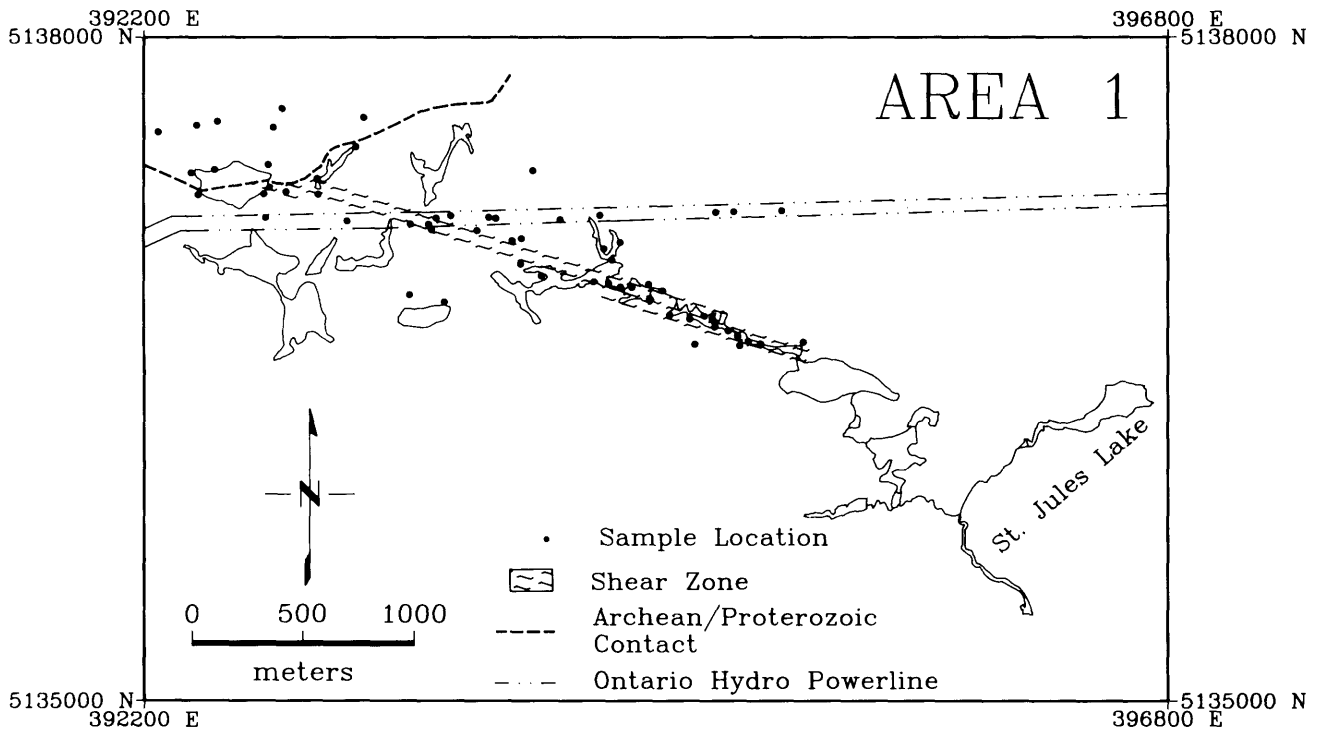 392200 E
396800 E
5138000 N
5138000 N
AREA 1
St. Jules Lake
N
Sample Location
Shear Zone
0 500 1000
Archean/Proterozoic
Contact
meters
Ontario Hydro Powerline
5135000 N
5135000 N
392200 E
396800 E